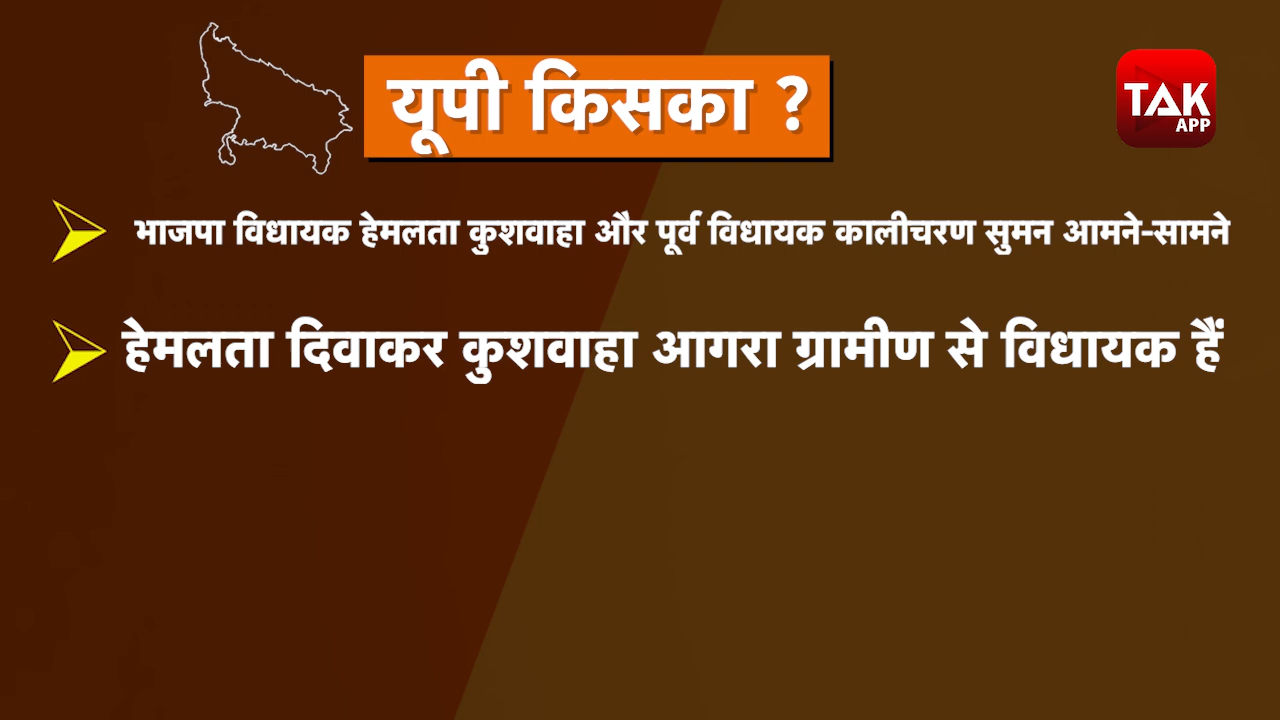 यूपी किसका ?
TAK
APP
भाजपा विधायक हेमलता कुशवाहा और पूर्व विधायक कालीचरण सुमन आमने-सामने
हेमलता दिवाकर कुशवाहा आगरा ग्रामीण से विधायक हैं